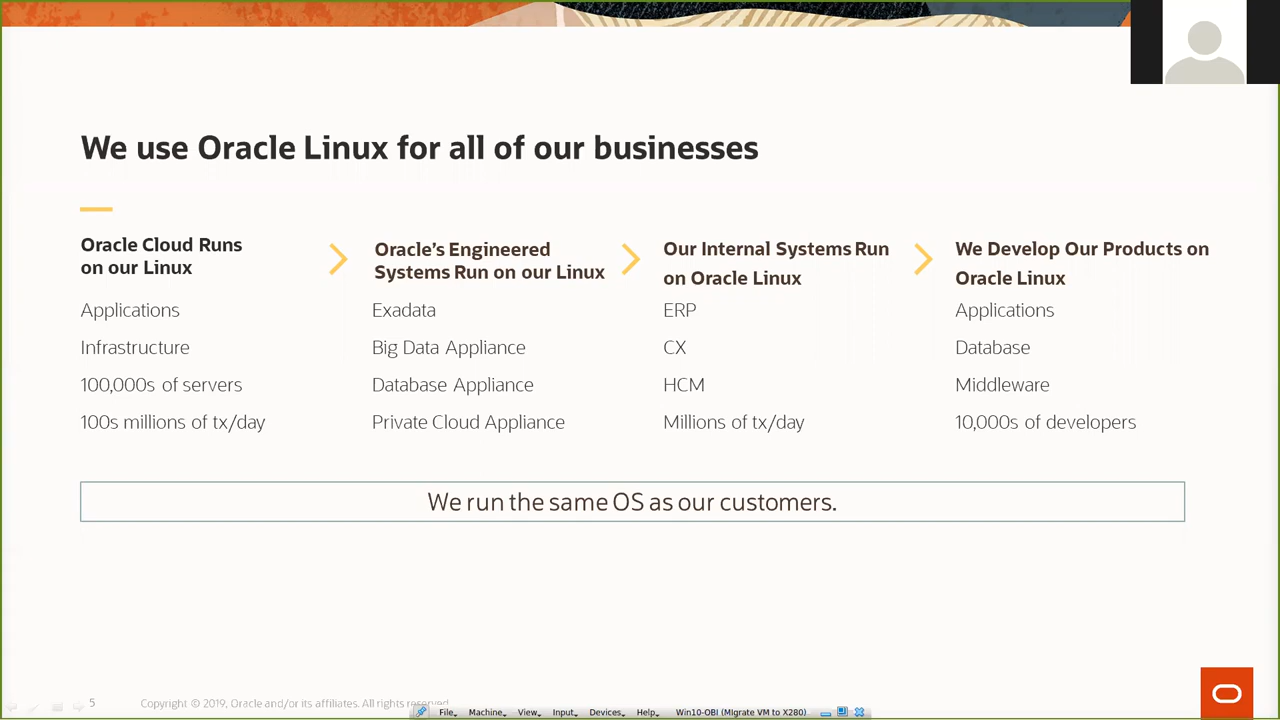 We use Oracle Linux for all of our businesses
Oracle Cloud Runs
on our Linux
Applications
Infrastructure
100,000s of servers
100s millions of tx/day
Oracle’s Engineered
Systems Run on our Linux
Exadata
Big Data Appliance
Database Appliance
Private Cloud Appliance
Our Internal Systems Run
on Oracle Linux
ERP
CX
HCM
Millions of tx/day
We Develop Our Products on
Oracle Linux
Applications
Database
Middleware
10,000s of developers
We run the same OS as our customers.
5 Copyright © 2019, Oracle and/or its affiliates. All rights reserved.
File Machine View Input Devices Help Win10-OBI (MIgrate VM to X280)